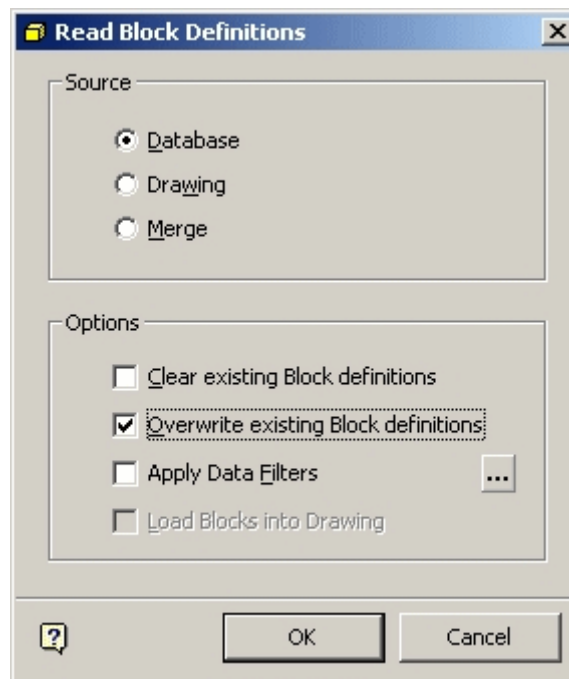 Read Block Definitions
Source
Database
Drawing
Merge
Options
Clear existing Block definitions
Overwrite existing Block definitions
Apply Data Filters
...
Load Blocks into Drawing
OK
Cancel